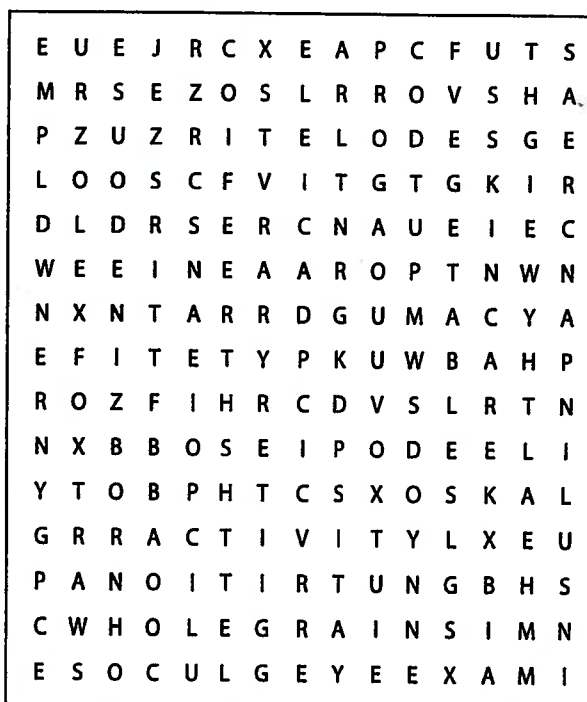 E U E J R C X E A P C F U T S
M R S E Z O S L R R O V S H A
P Z U Z R I T E L O D E S G E
L O O S C F V I T G T G K I R
D L D R S E R C N A U E I E C
W E E I N E A A R O P T N W N
N X N T A R R D G U M A C Y A
E F I T E T Y P K U W B A H P
R O Z F I H R C D V S L R T N
N X B B O S E I P O D E E L I
Y T O B P H T C S X O S K A L
G R R A C T I V I T Y L X E U
P A N O I T I R T U N G B H S
C W H O L E G R A I N S I M N
E S O C U L G E Y E E X A M I